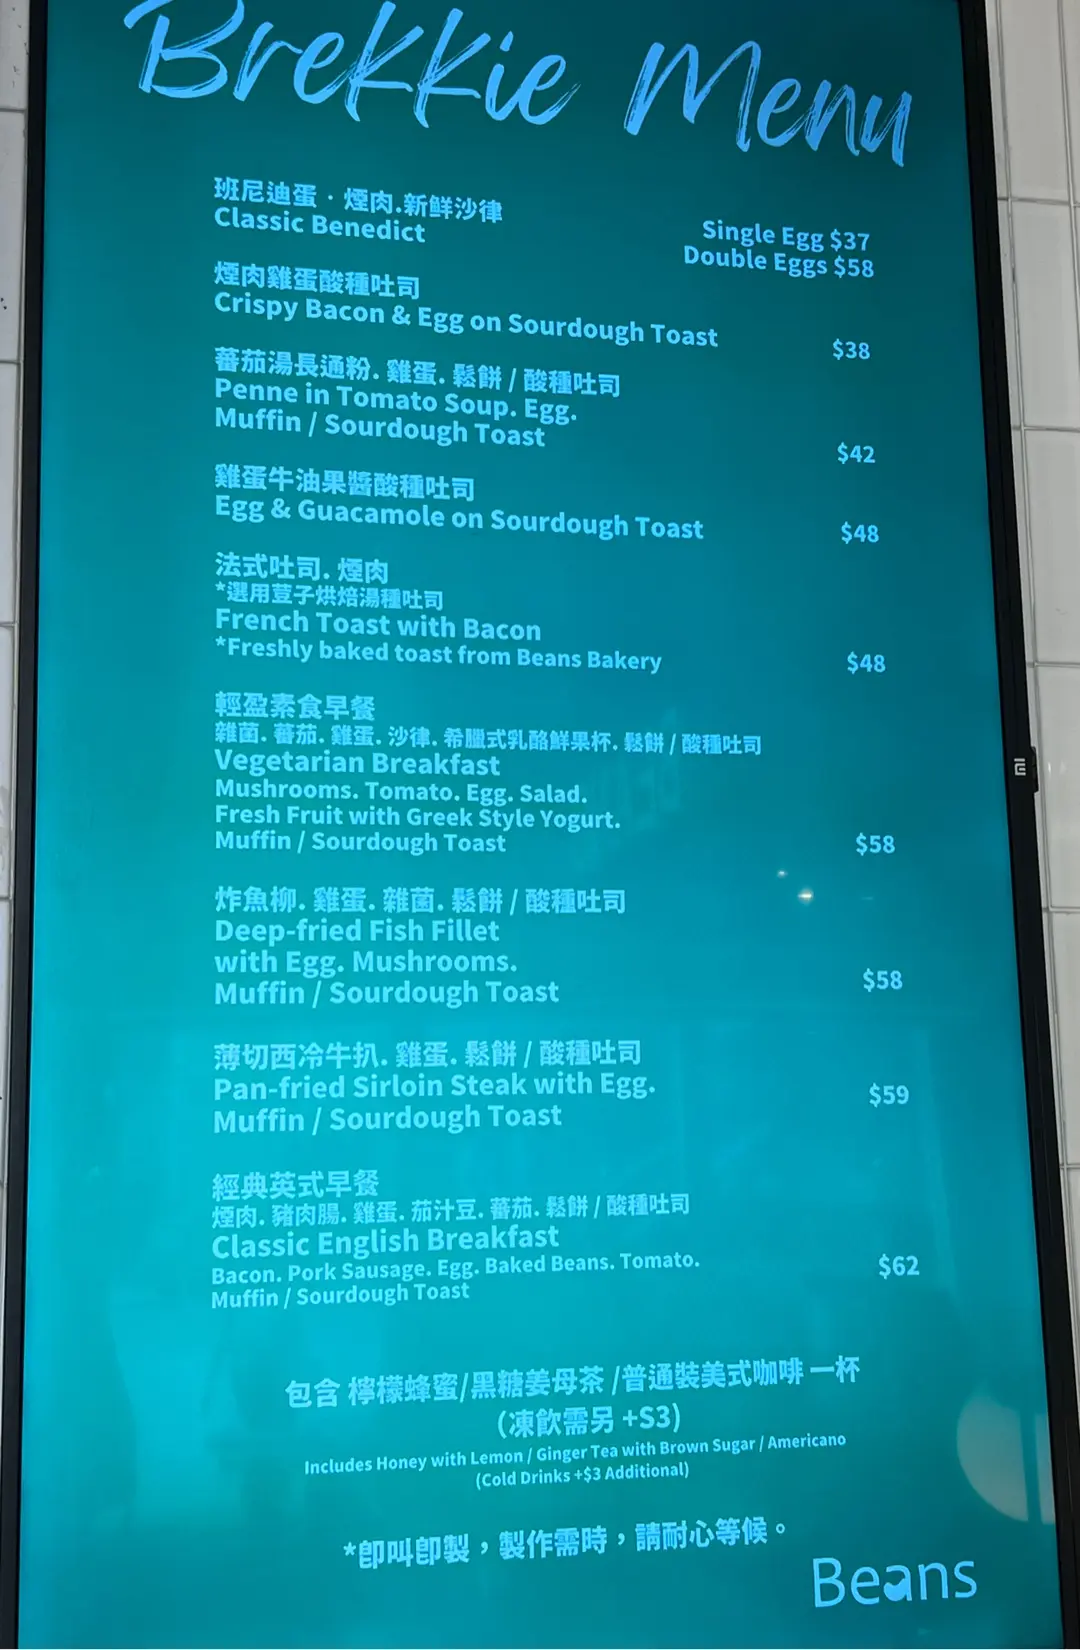 Brekkie Menu
班尼迪蛋．煙肉.新鮮沙律
Classic Benedict
Single Egg $37
Double Eggs $58
煙肉雞蛋酸種吐司
Crispy Bacon & Egg on Sourdough Toast
$38
蕃茄湯長通粉. 雞蛋. 鬆餅 / 酸種吐司
Penne in Tomato Soup. Egg.
Muffin / Sourdough Toast
$42
雞蛋牛油果醬酸種吐司
Egg & Guacamole on Sourdough Toast
$48
法式吐司. 煙肉
*選用荳子烘焙湯種吐司
French Toast with Bacon
*Freshly baked toast from Beans Bakery
$48
輕盈素食早餐
雜菌. 蕃茄. 雞蛋. 沙律. 希臘式乳酪鮮果杯. 鬆餅 / 酸種吐司
Vegetarian Breakfast
Mushrooms. Tomato. Egg. Salad.
Fresh Fruit with Greek Style Yogurt.
Muffin / Sourdough Toast
$58
炸魚柳. 雞蛋. 雜菌. 鬆餅 / 酸種吐司
Deep-fried Fish Fillet
with Egg. Mushrooms.
Muffin / Sourdough Toast
$58
薄切西冷牛扒. 雞蛋. 鬆餅 / 酸種吐司
Pan-fried Sirloin Steak with Egg.
Muffin / Sourdough Toast
$59
經典英式早餐
煙肉. 豬肉腸. 雞蛋. 茄汁豆. 蕃茄. 鬆餅 / 酸種吐司
Classic English Breakfast
Bacon. Pork Sausage. Egg. Baked Beans. Tomato.
Muffin / Sourdough Toast
$62
包含 檸檬蜂蜜/黑糖姜母茶 /普通裝美式咖啡 一杯
(凍飲需另 +S3)
Includes Honey with Lemon / Ginger Tea with Brown Sugar / Americano
(Cold Drinks +$3 Additional)
*即叫即製，製作需時，請耐心等候。
Beans